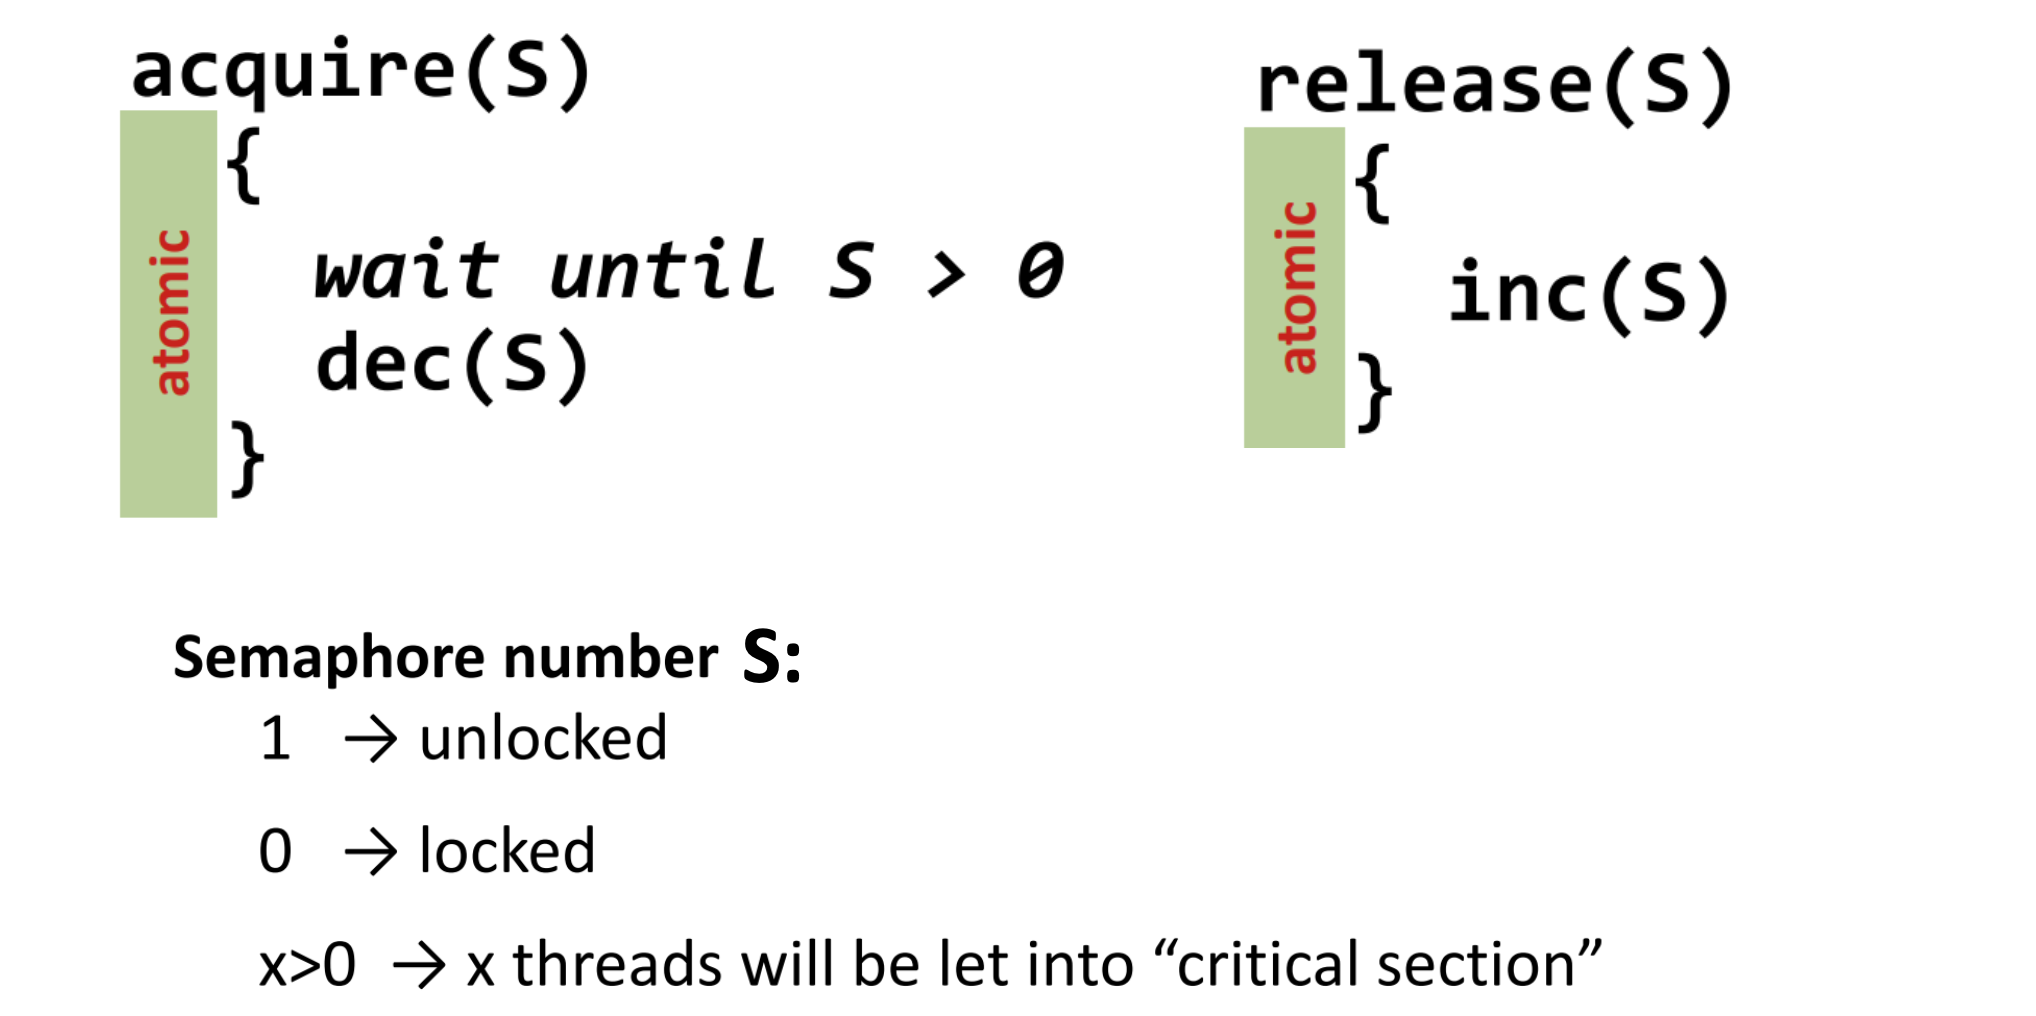 acquire(S)
{
atomic
wait until S > 0
dec(S)
}
release(S)
{
atomic
inc(S)
}
Semaphore number S:
1 → unlocked
0 → locked
x>0 → x threads will be let into “critical section”